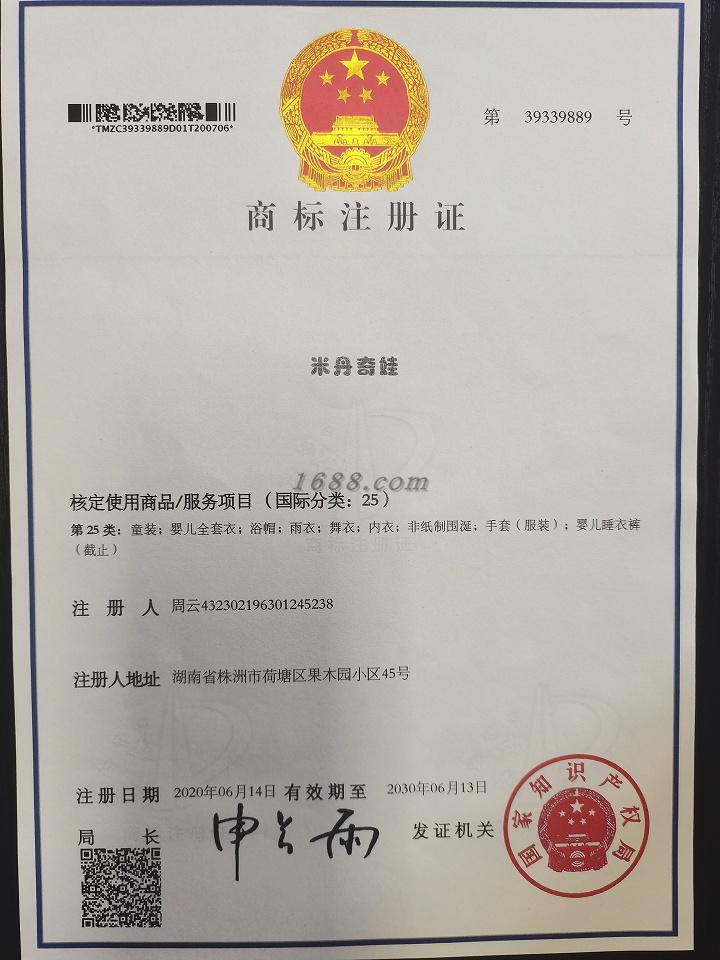 *TMZC39339889D01T200706*
第 39339889 号
商标注册证
米丹奇娃
1688.com
核定使用商品/服务项目（国际分类：25）
第25类：童装；婴儿全套衣；浴帽；雨衣；舞衣；内衣；非纸制围涎；手套（服装）；婴儿睡衣裤
（截止）
注册人 周云432302196301245238
注册人地址 湖南省株洲市荷塘区果木园小区45号
注册日期 2020年06月14日 有效期至 2030年06月13日
局长 申长雨 发证机关
国家知识产权局